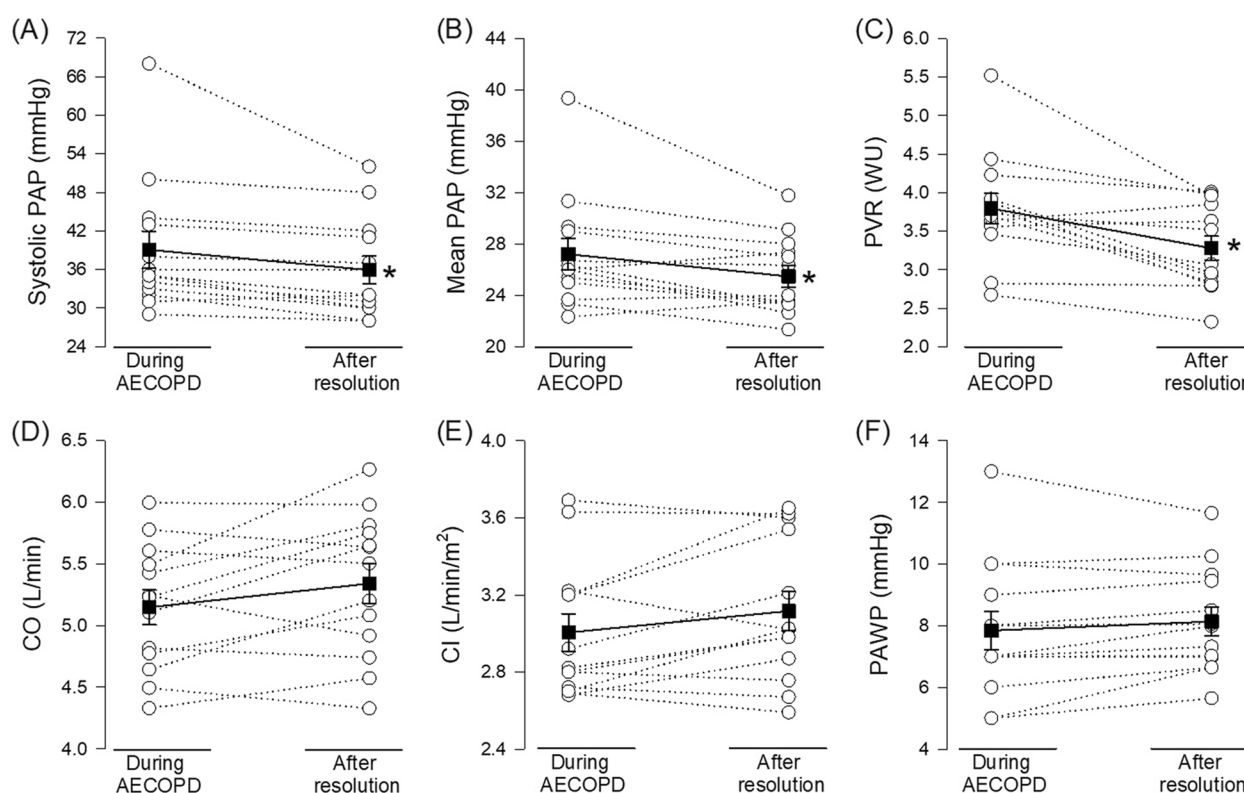 (A)
Systolic PAP (mmHg)
72
66
60
54
48
42
36
30
24
*
During
AECOPD
After
resolution
(B)
Mean PAP (mmHg)
44
40
36
32
28
24
20
*
During
AECOPD
After
resolution
(C)
PVR (WU)
6.0
5.5
5.0
4.5
4.0
3.5
3.0
2.5
2.0
*
During
AECOPD
After
resolution
(D)
CO (L/min)
6.5
6.0
5.5
5.0
4.5
4.0
During
AECOPD
After
resolution
(E)
CI (L/min/m²)
4.0
3.6
3.2
2.8
2.4
During
AECOPD
After
resolution
(F)
PAWP (mmHg)
14
12
10
8
6
4
During
AECOPD
After
resolution